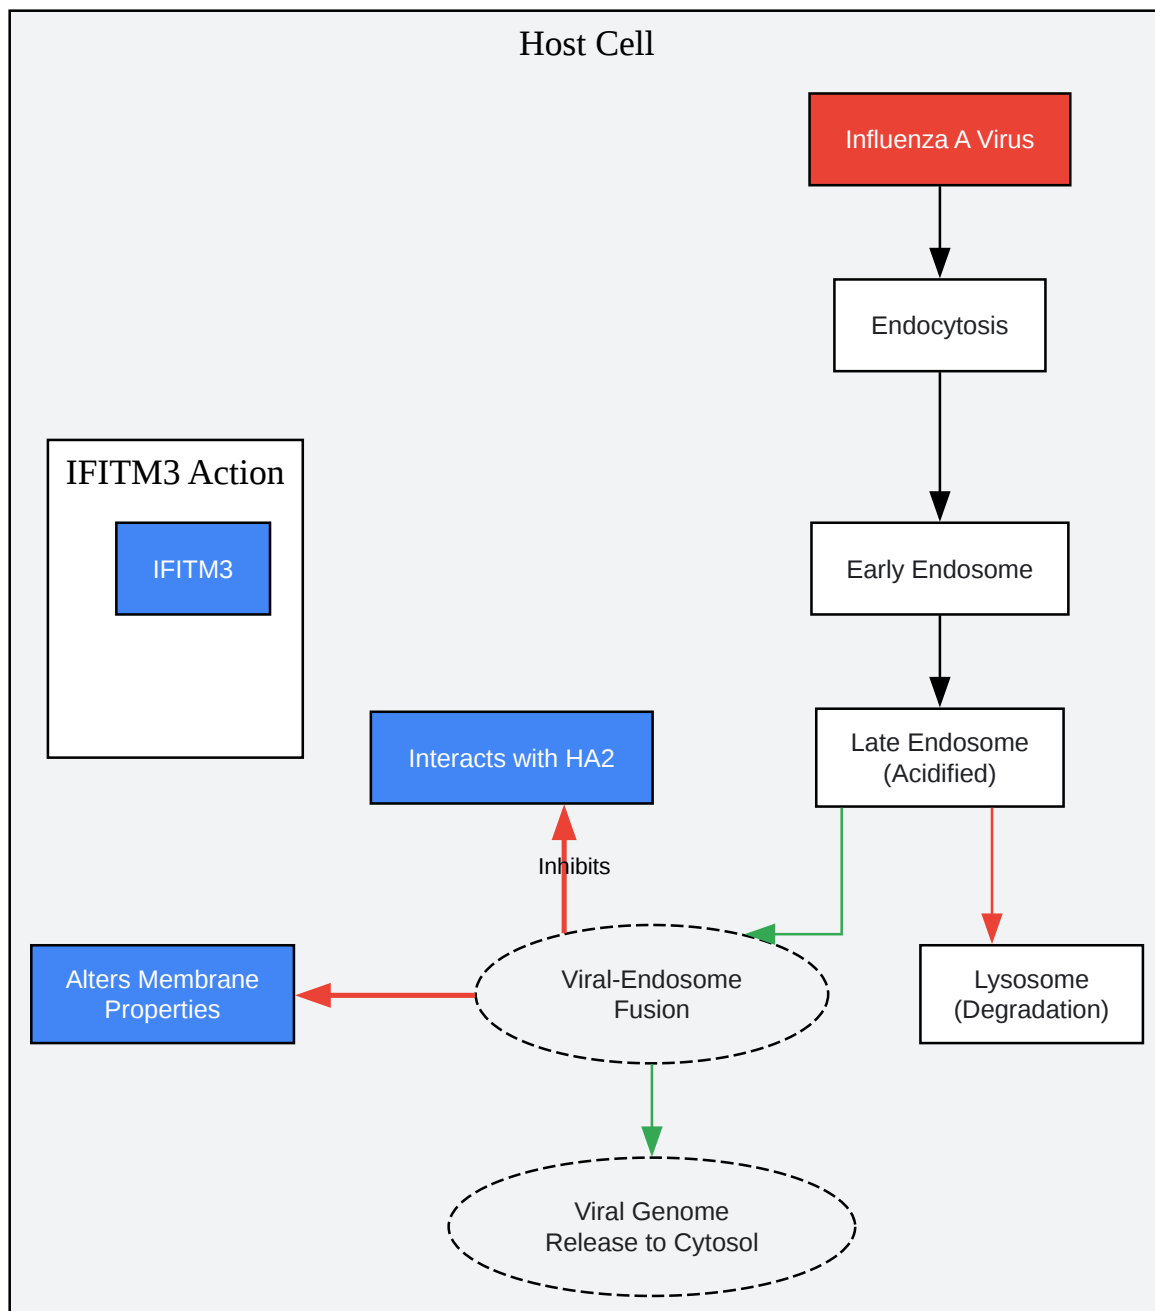 Host Cell
Influenza A Virus
Endocytosis
IFITM3 Action
IFITM3
Early Endosome
Interacts with HA2
Late Endosome
(Acidified)
Inhibits
Alters Membrane
Properties
Viral-Endosome
Fusion
Lysosome
(Degradation)
Viral Genome
Release to Cytosol